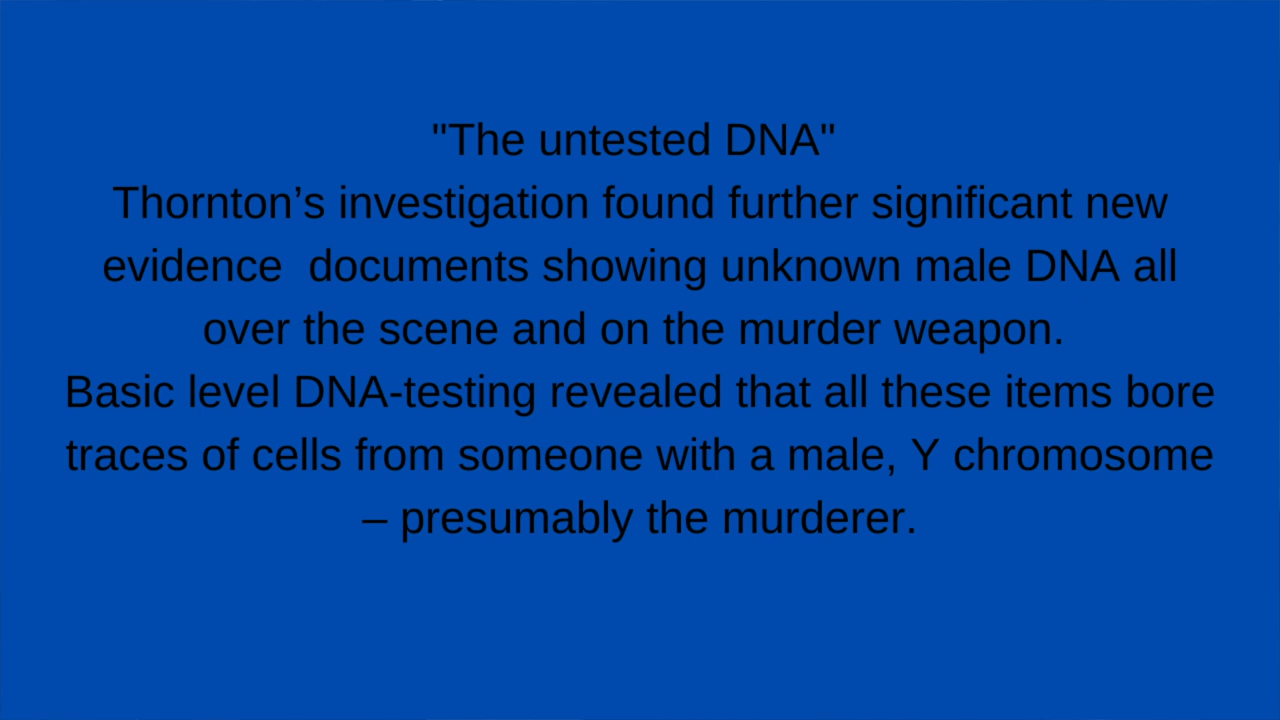 "The untested DNA"
Thornton’s investigation found further significant new
evidence  documents showing unknown male DNA all
over the scene and on the murder weapon.
Basic level DNA-testing revealed that all these items bore
traces of cells from someone with a male, Y chromosome
– presumably the murderer.